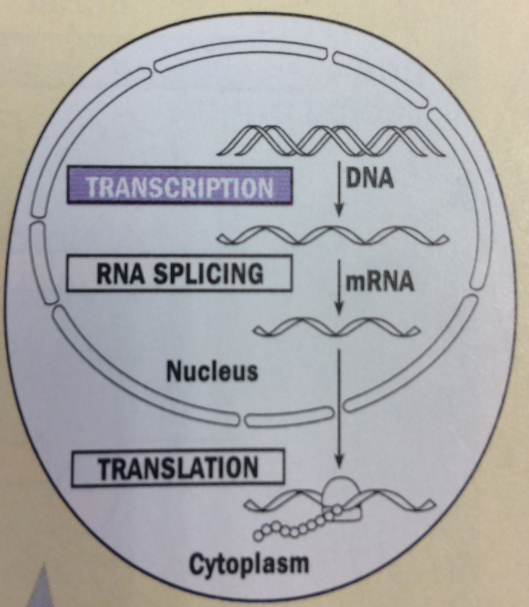 TRANSCRIPTION
DNA
RNA SPLICING
mRNA
Nucleus
TRANSLATION
Cytoplasm